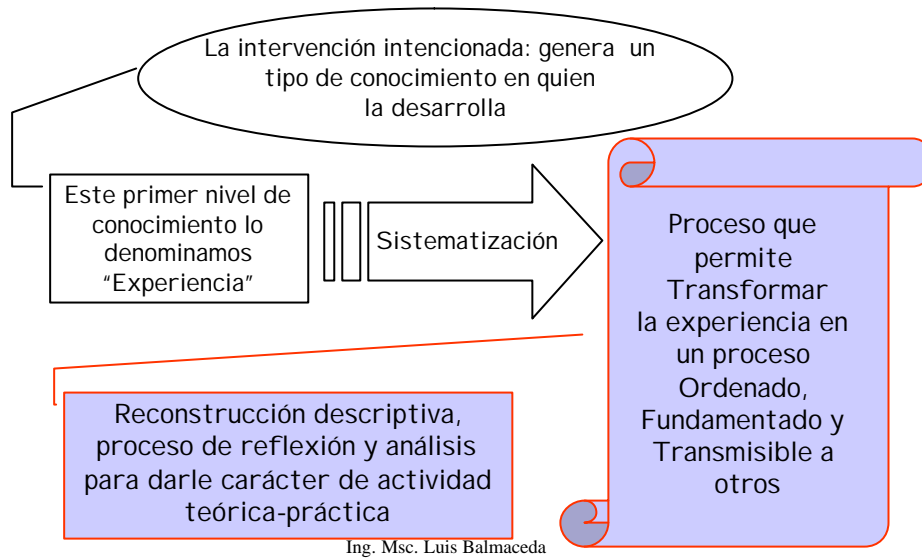 La intervención intencionada: genera un
tipo de conocimiento en quien
la desarrolla
Este primer nivel de
conocimiento lo
denominamos
“Experiencia”
Sistematización
Proceso que
permite
Transformar
la experiencia en
un proceso
Ordenado,
Fundamentado y
Transmisible a
otros
Reconstrucción descriptiva,
proceso de reflexión y análisis
para darle carácter de actividad
teórica-práctica
Ing. Msc. Luis Balmaceda